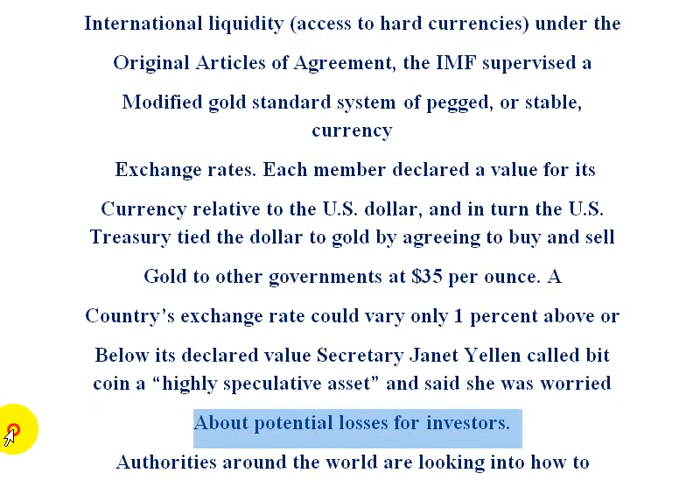 International liquidity (access to hard currencies) under the
Original Articles of Agreement, the IMF supervised a
Modified gold standard system of pegged, or stable,
currency
Exchange rates. Each member declared a value for its
Currency relative to the U.S. dollar, and in turn the U.S.
Treasury tied the dollar to gold by agreeing to buy and sell
Gold to other governments at $35 per ounce. A
Country’s exchange rate could vary only 1 percent above or
Below its declared value Secretary Janet Yellen called bit
coin a “highly speculative asset” and said she was worried
About potential losses for investors.
Authorities around the world are looking into how to